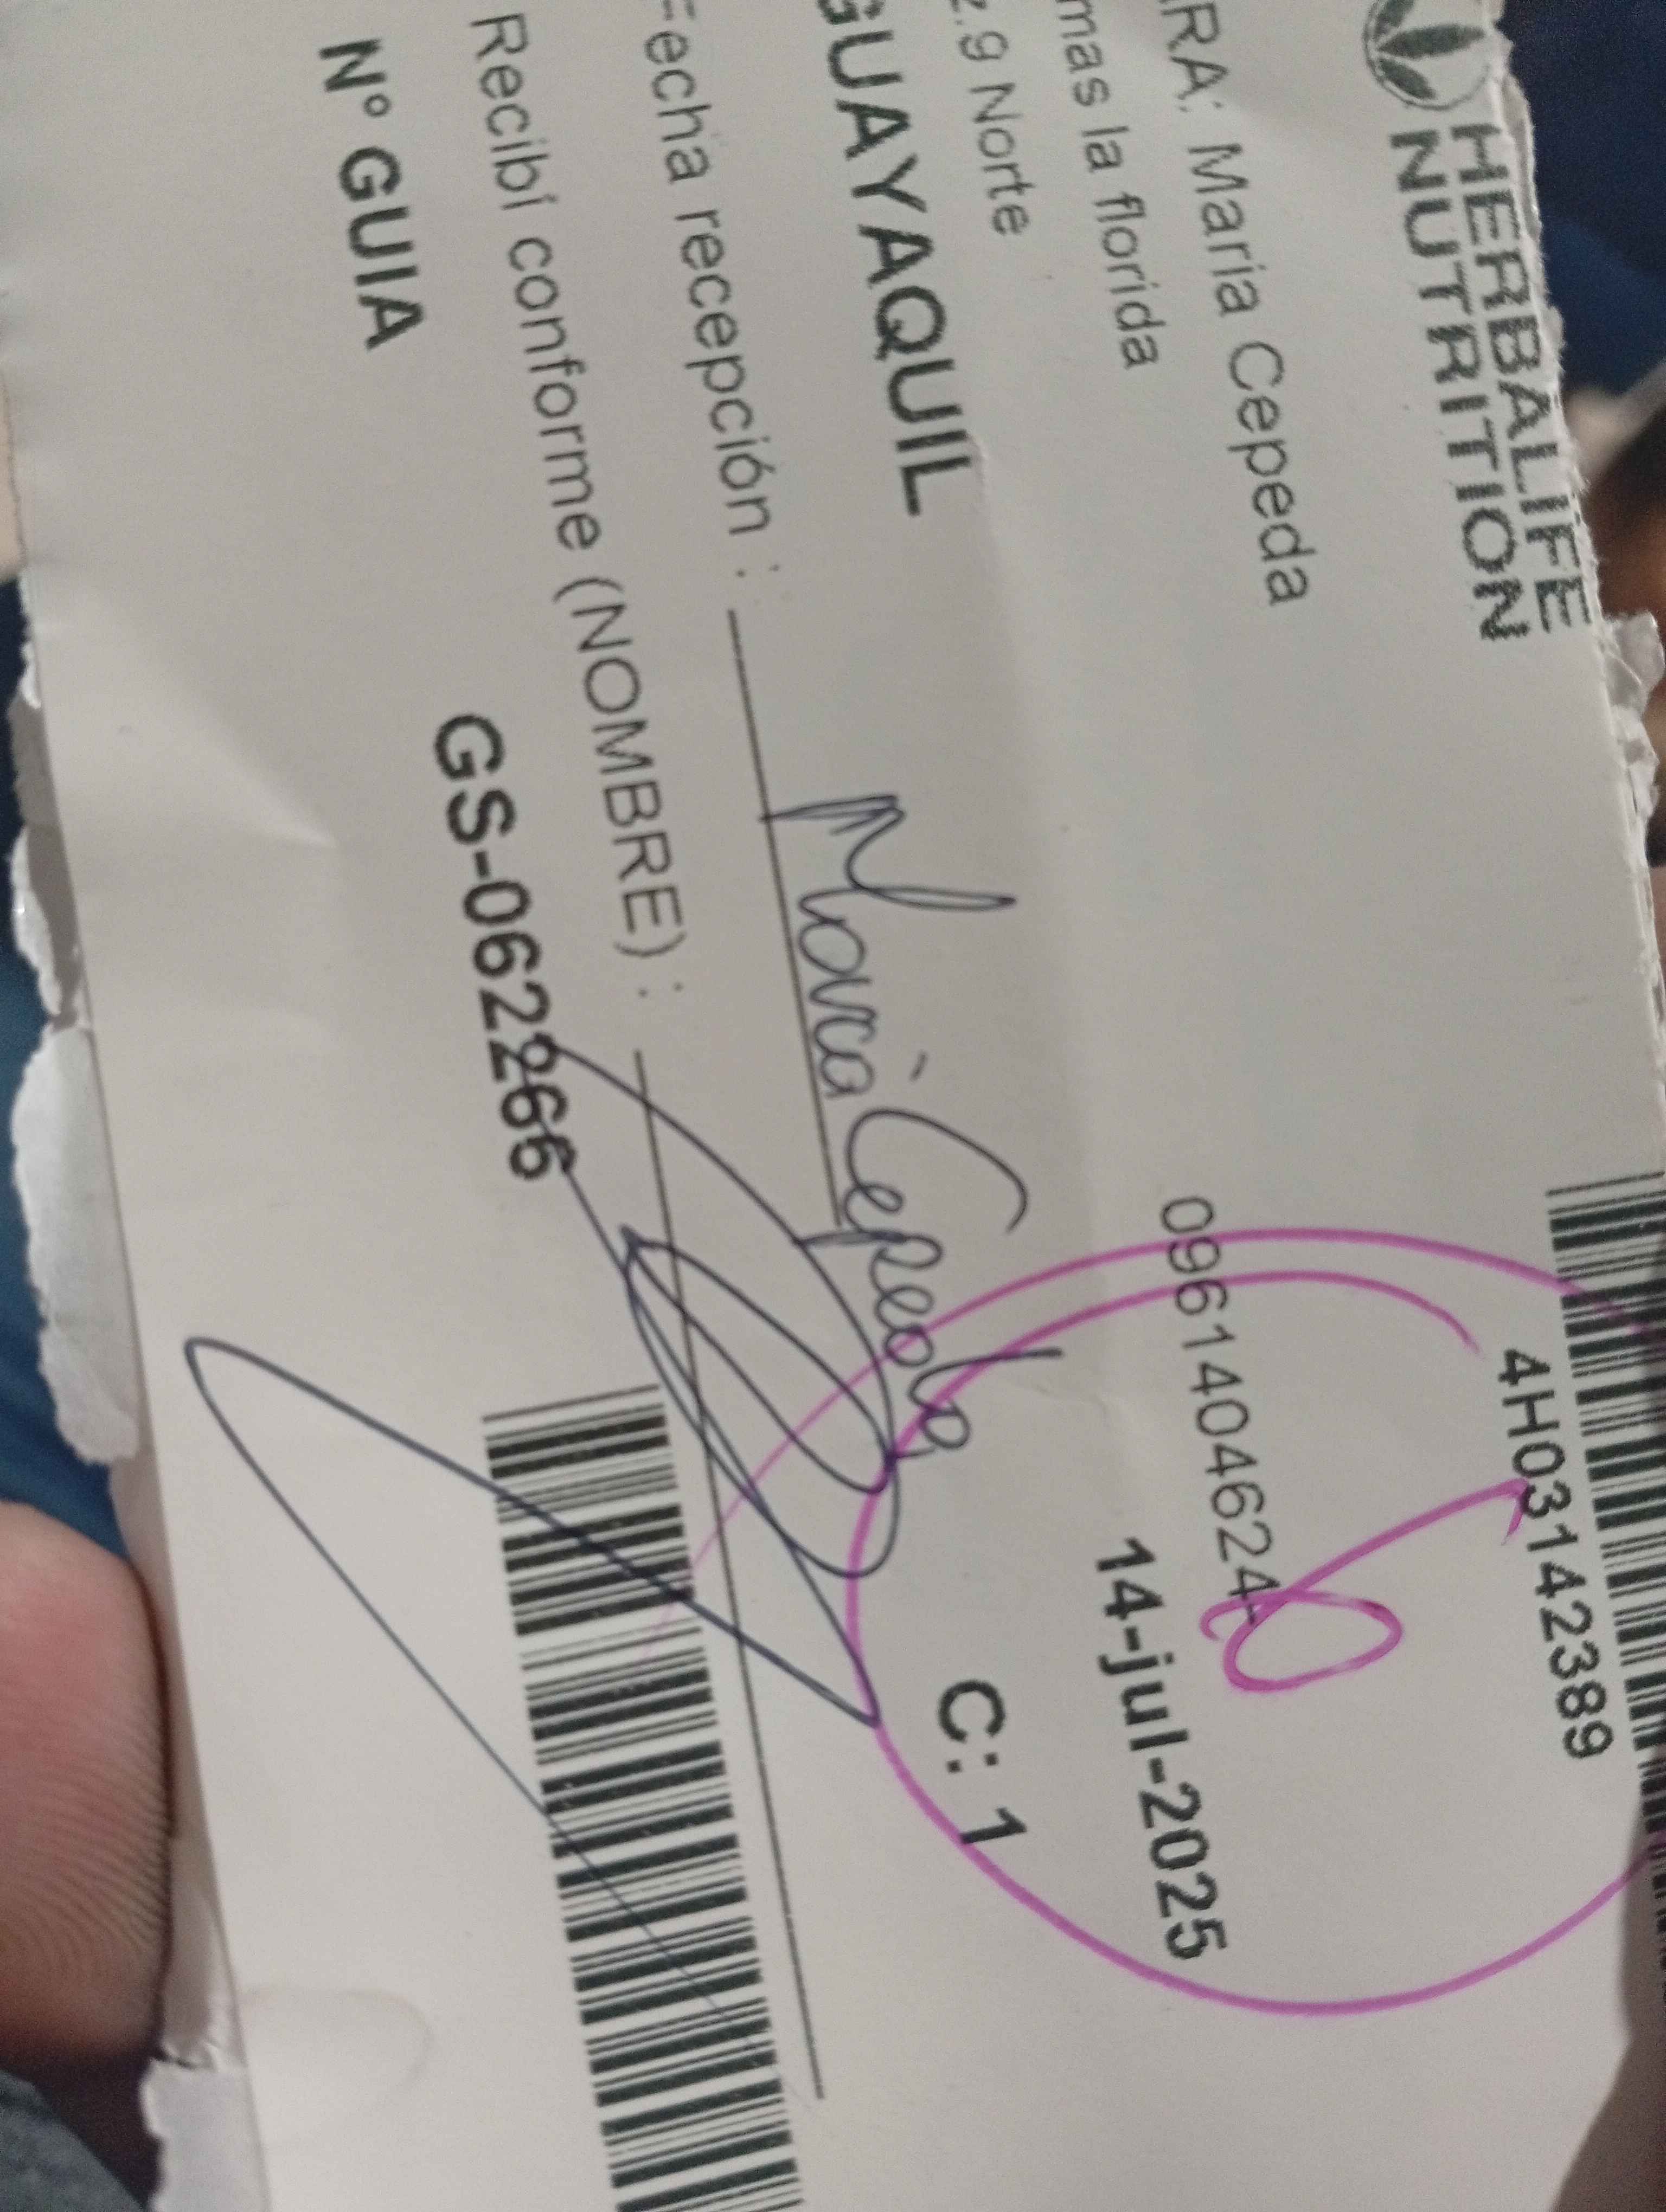 HERBALIFE
NUTRITION
4H03142389
RA: Maria Cepeda
0961404624
mas la florida
14-jul-2025
z.9 Norte
GUAYAQUIL
C: 1
Fecha recepción :
Maria Cepeda
Recibí conforme (NOMBRE) :
Nº GUIA
GS-062266